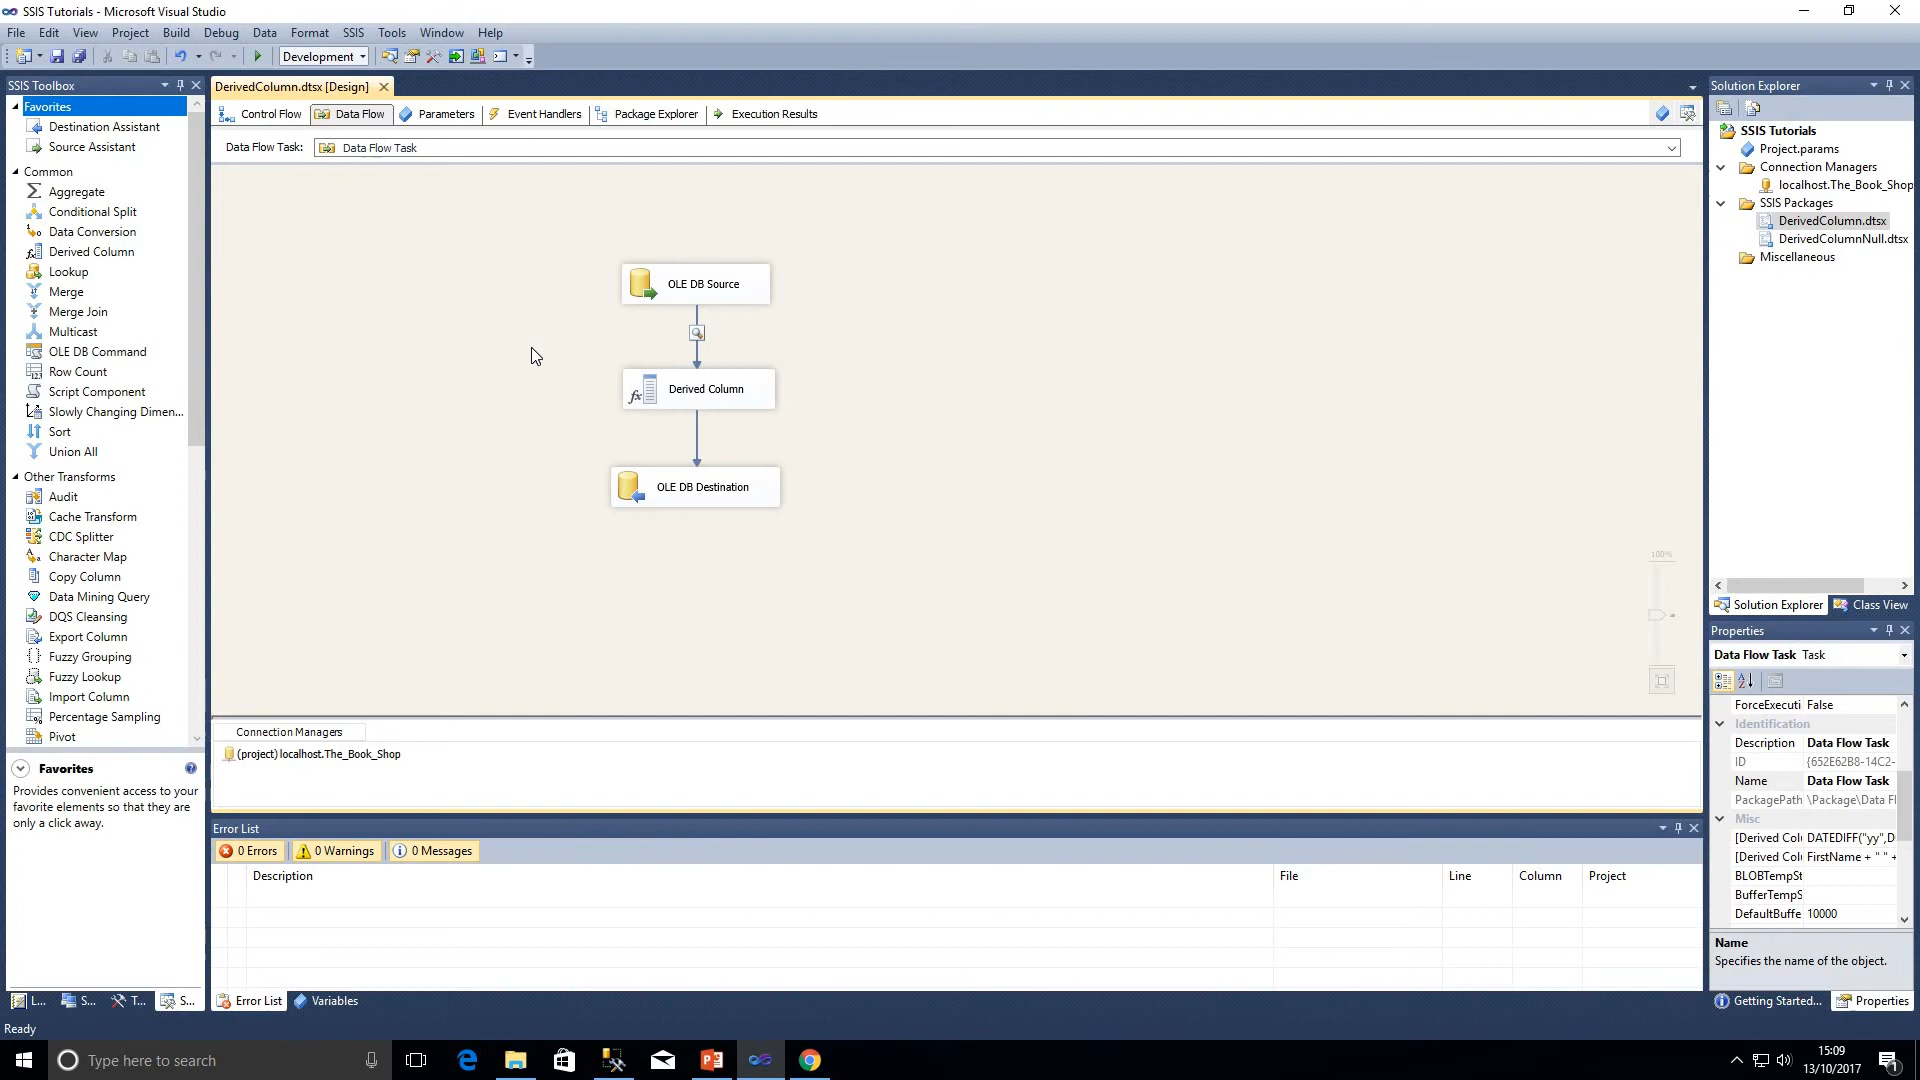 SSIS Tutorials - Microsoft Visual Studio
File Edit View Project Build Debug Data Format SSIS Tools Window Help
Development
SSIS Toolbox
Favorites
Destination Assistant
Source Assistant
Common
Aggregate
Conditional Split
Data Conversion
Derived Column
Lookup
Merge
Merge Join
Multicast
OLE DB Command
Row Count
Script Component
Slowly Changing Dimen...
Sort
Union All
Other Transforms
Audit
Cache Transform
CDC Splitter
Character Map
Copy Column
Data Mining Query
DQS Cleansing
Export Column
Fuzzy Grouping
Fuzzy Lookup
Import Column
Percentage Sampling
Pivot
Favorites
Provides convenient access to your
favorite elements so that they are
only a click away.
L... S... T... S...
DerivedColumn.dtsx [Design]
Control Flow Data Flow Parameters Event Handlers Package Explorer Execution Results
Data Flow Task: Data Flow Task
OLE DB Source
fx Derived Column
OLE DB Destination
100%
Connection Managers
(project) localhost.The_Book_Shop
Error List
0 Errors 0 Warnings 0 Messages
Description File Line Column Project
Error List Variables
Solution Explorer
SSIS Tutorials
Project.params
Connection Managers
localhost.The_Book_Shop
SSIS Packages
DerivedColumn.dtsx
DerivedColumnNull.dtsx
Miscellaneous
Solution Explorer Class View
Properties
Data Flow Task Task
ForceExecuti False
Identification
Description Data Flow Task
ID {652E62B8-14C2-
Name Data Flow Task
PackagePath \Package\Data Fl
Misc
[Derived Colu DATEDIFF("yy",D
[Derived Colu FirstName + " " +
BLOBTempSt
BufferTempS
DefaultBuffe 10000
Name
Specifies the name of the object.
Getting Started... Properties
Ready
Type here to search
15:09
13/10/2017
1